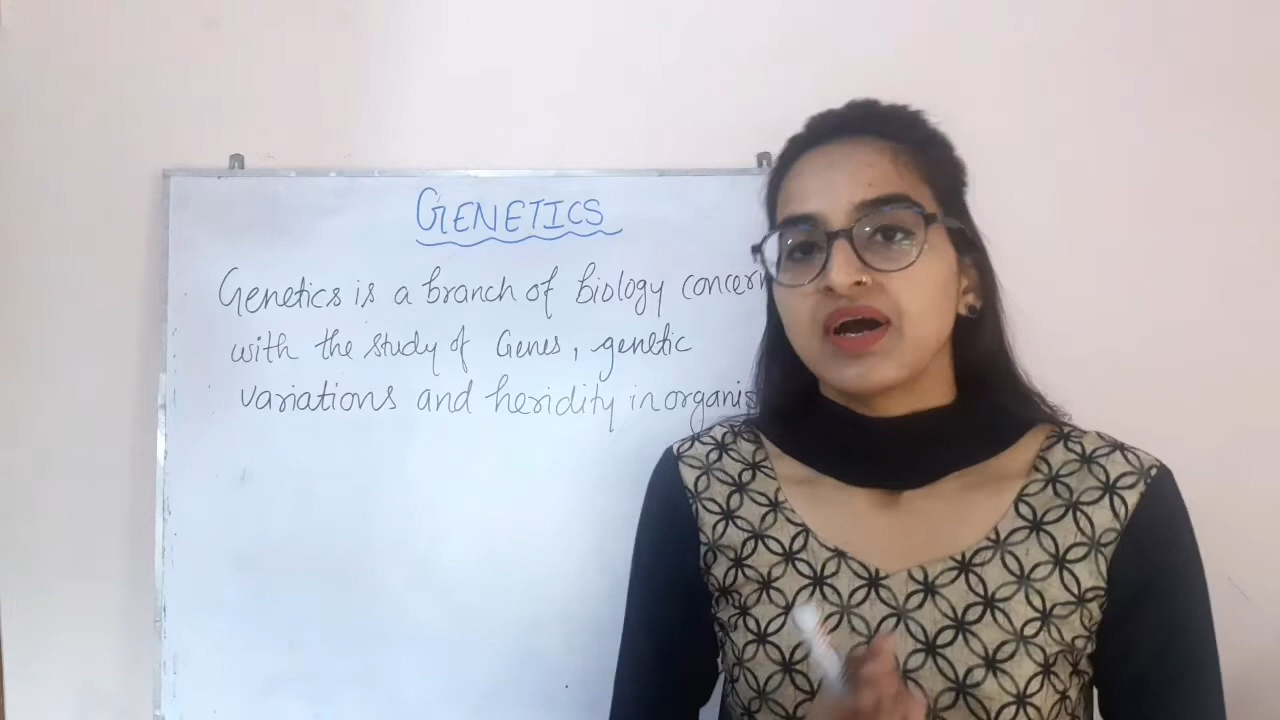 GENETICS
Genetics is a branch of biology concern
with the study of Genes, genetic
variations and heridity in organis